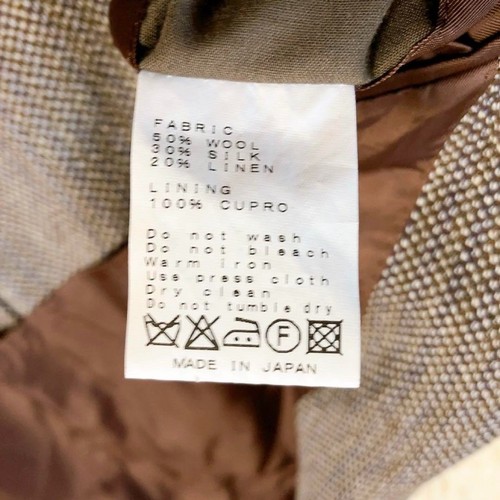 FABRIC
50% WOOL
30% SILK
20% LINEN
LINING
100% CUPRO
Do not wash
Do not bleach
Warm iron
Use press cloth
Dry clean
Do not tumble dry
F
MADE IN JAPAN